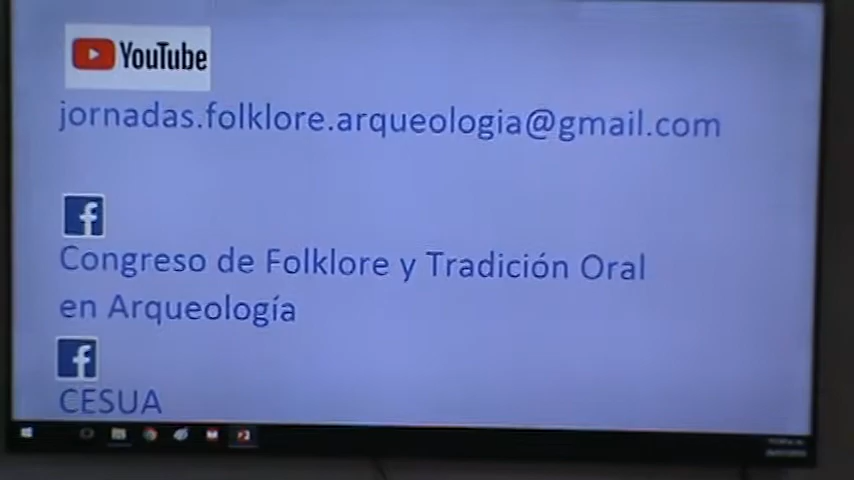 YouTube
jornadas.folklore.arqueologia@gmail.com
Congreso de Folklore y Tradición Oral
en Arqueología
CESUA